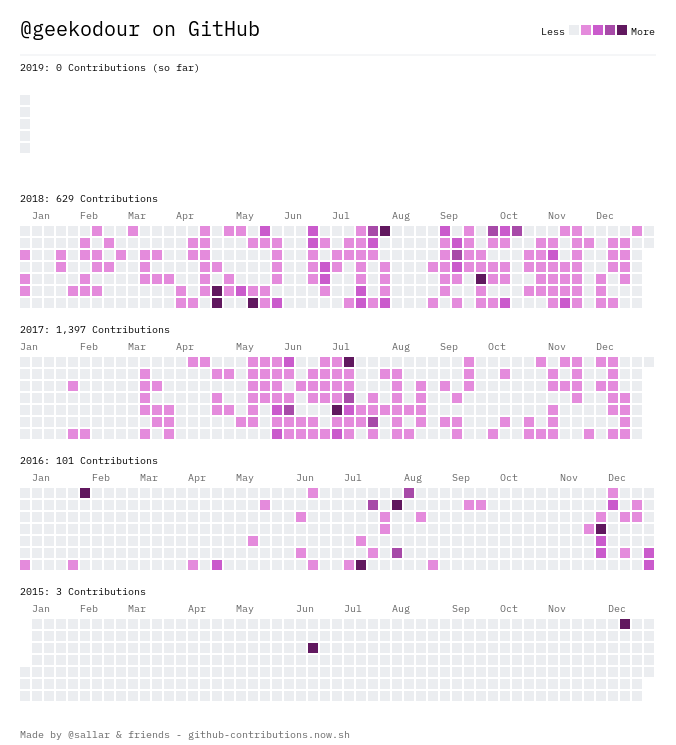 @geekodour on GitHub
Less More
2019: 0 Contributions (so far)
2018: 629 Contributions
Jan Feb Mar Apr May Jun Jul Aug Sep Oct Nov Dec
2017: 1,397 Contributions
Jan Feb Mar Apr May Jun Jul Aug Sep Oct Nov Dec
2016: 101 Contributions
Jan Feb Mar Apr May Jun Jul Aug Sep Oct Nov Dec
2015: 3 Contributions
Jan Feb Mar Apr May Jun Jul Aug Sep Oct Nov Dec
Made by @sallar & friends - github-contributions.now.sh